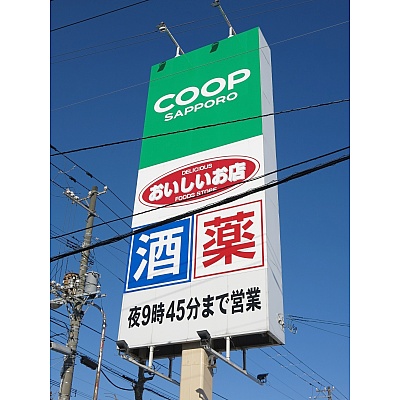 COOP
SAPPORO
DELICIOUS
おいしいお店
FOODS STORE
酒 薬
夜9時45分まで営業